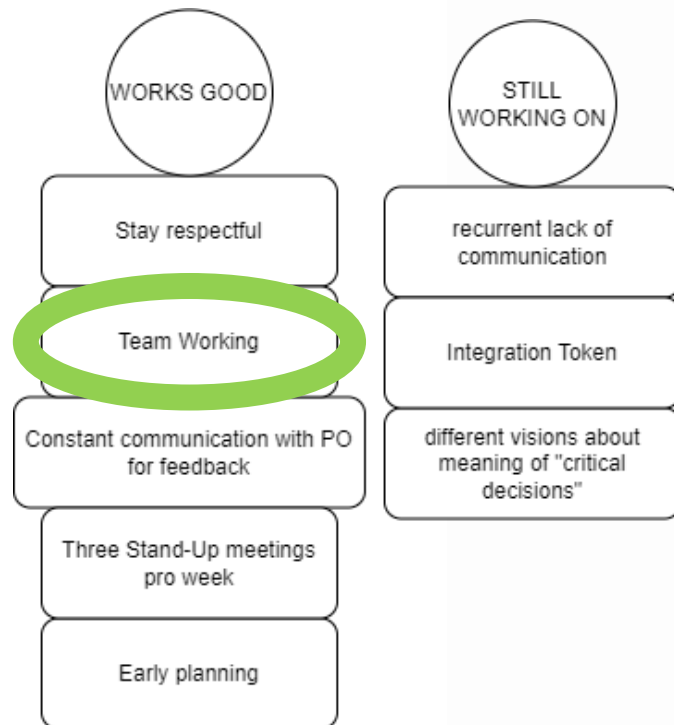 WORKS GOOD
Stay respectful
Team Working
Constant communication with PO
for feedback
Three Stand-Up meetings
pro week
Early planning
STILL
WORKING ON
recurrent lack of
communication
Integration Token
different visions about
meaning of "critical
decisions"